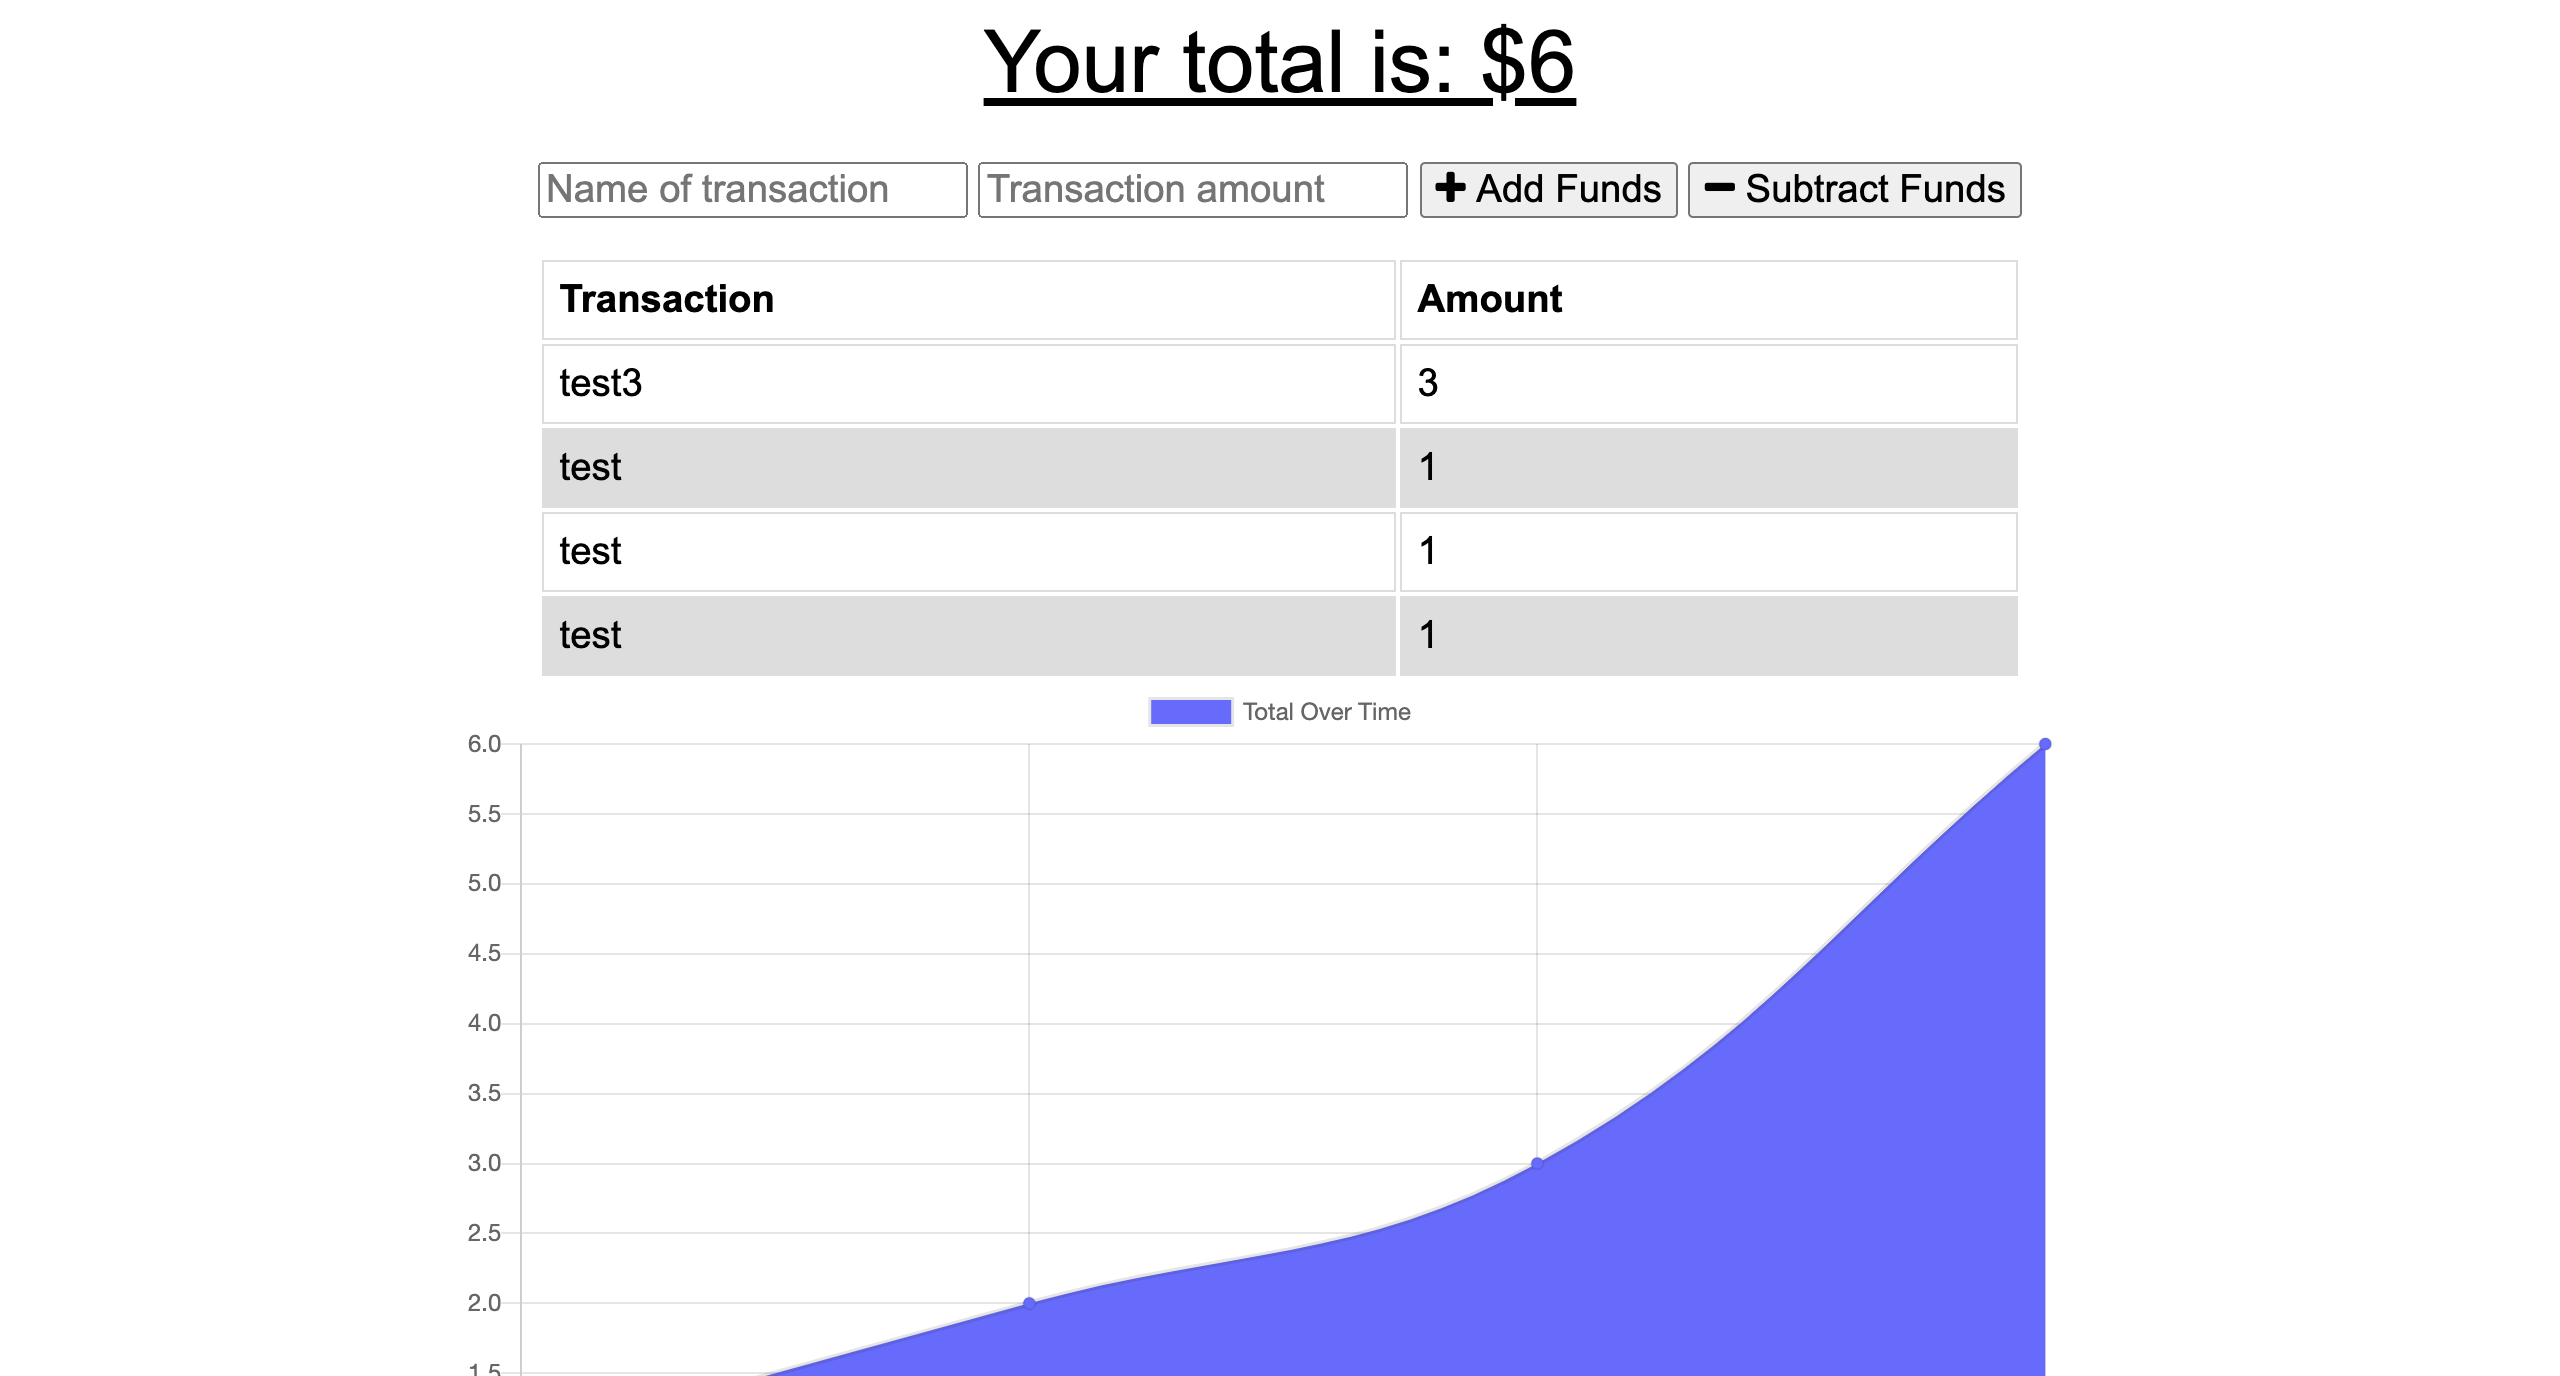 Your total is: $6
Name of transaction Transaction amount Add Funds Subtract Funds
Transaction Amount
test3 3
test 1
test 1
test 1
Total Over Time
6.0
5.5
5.0
4.5
4.0
3.5
3.0
2.5
2.0
1.5